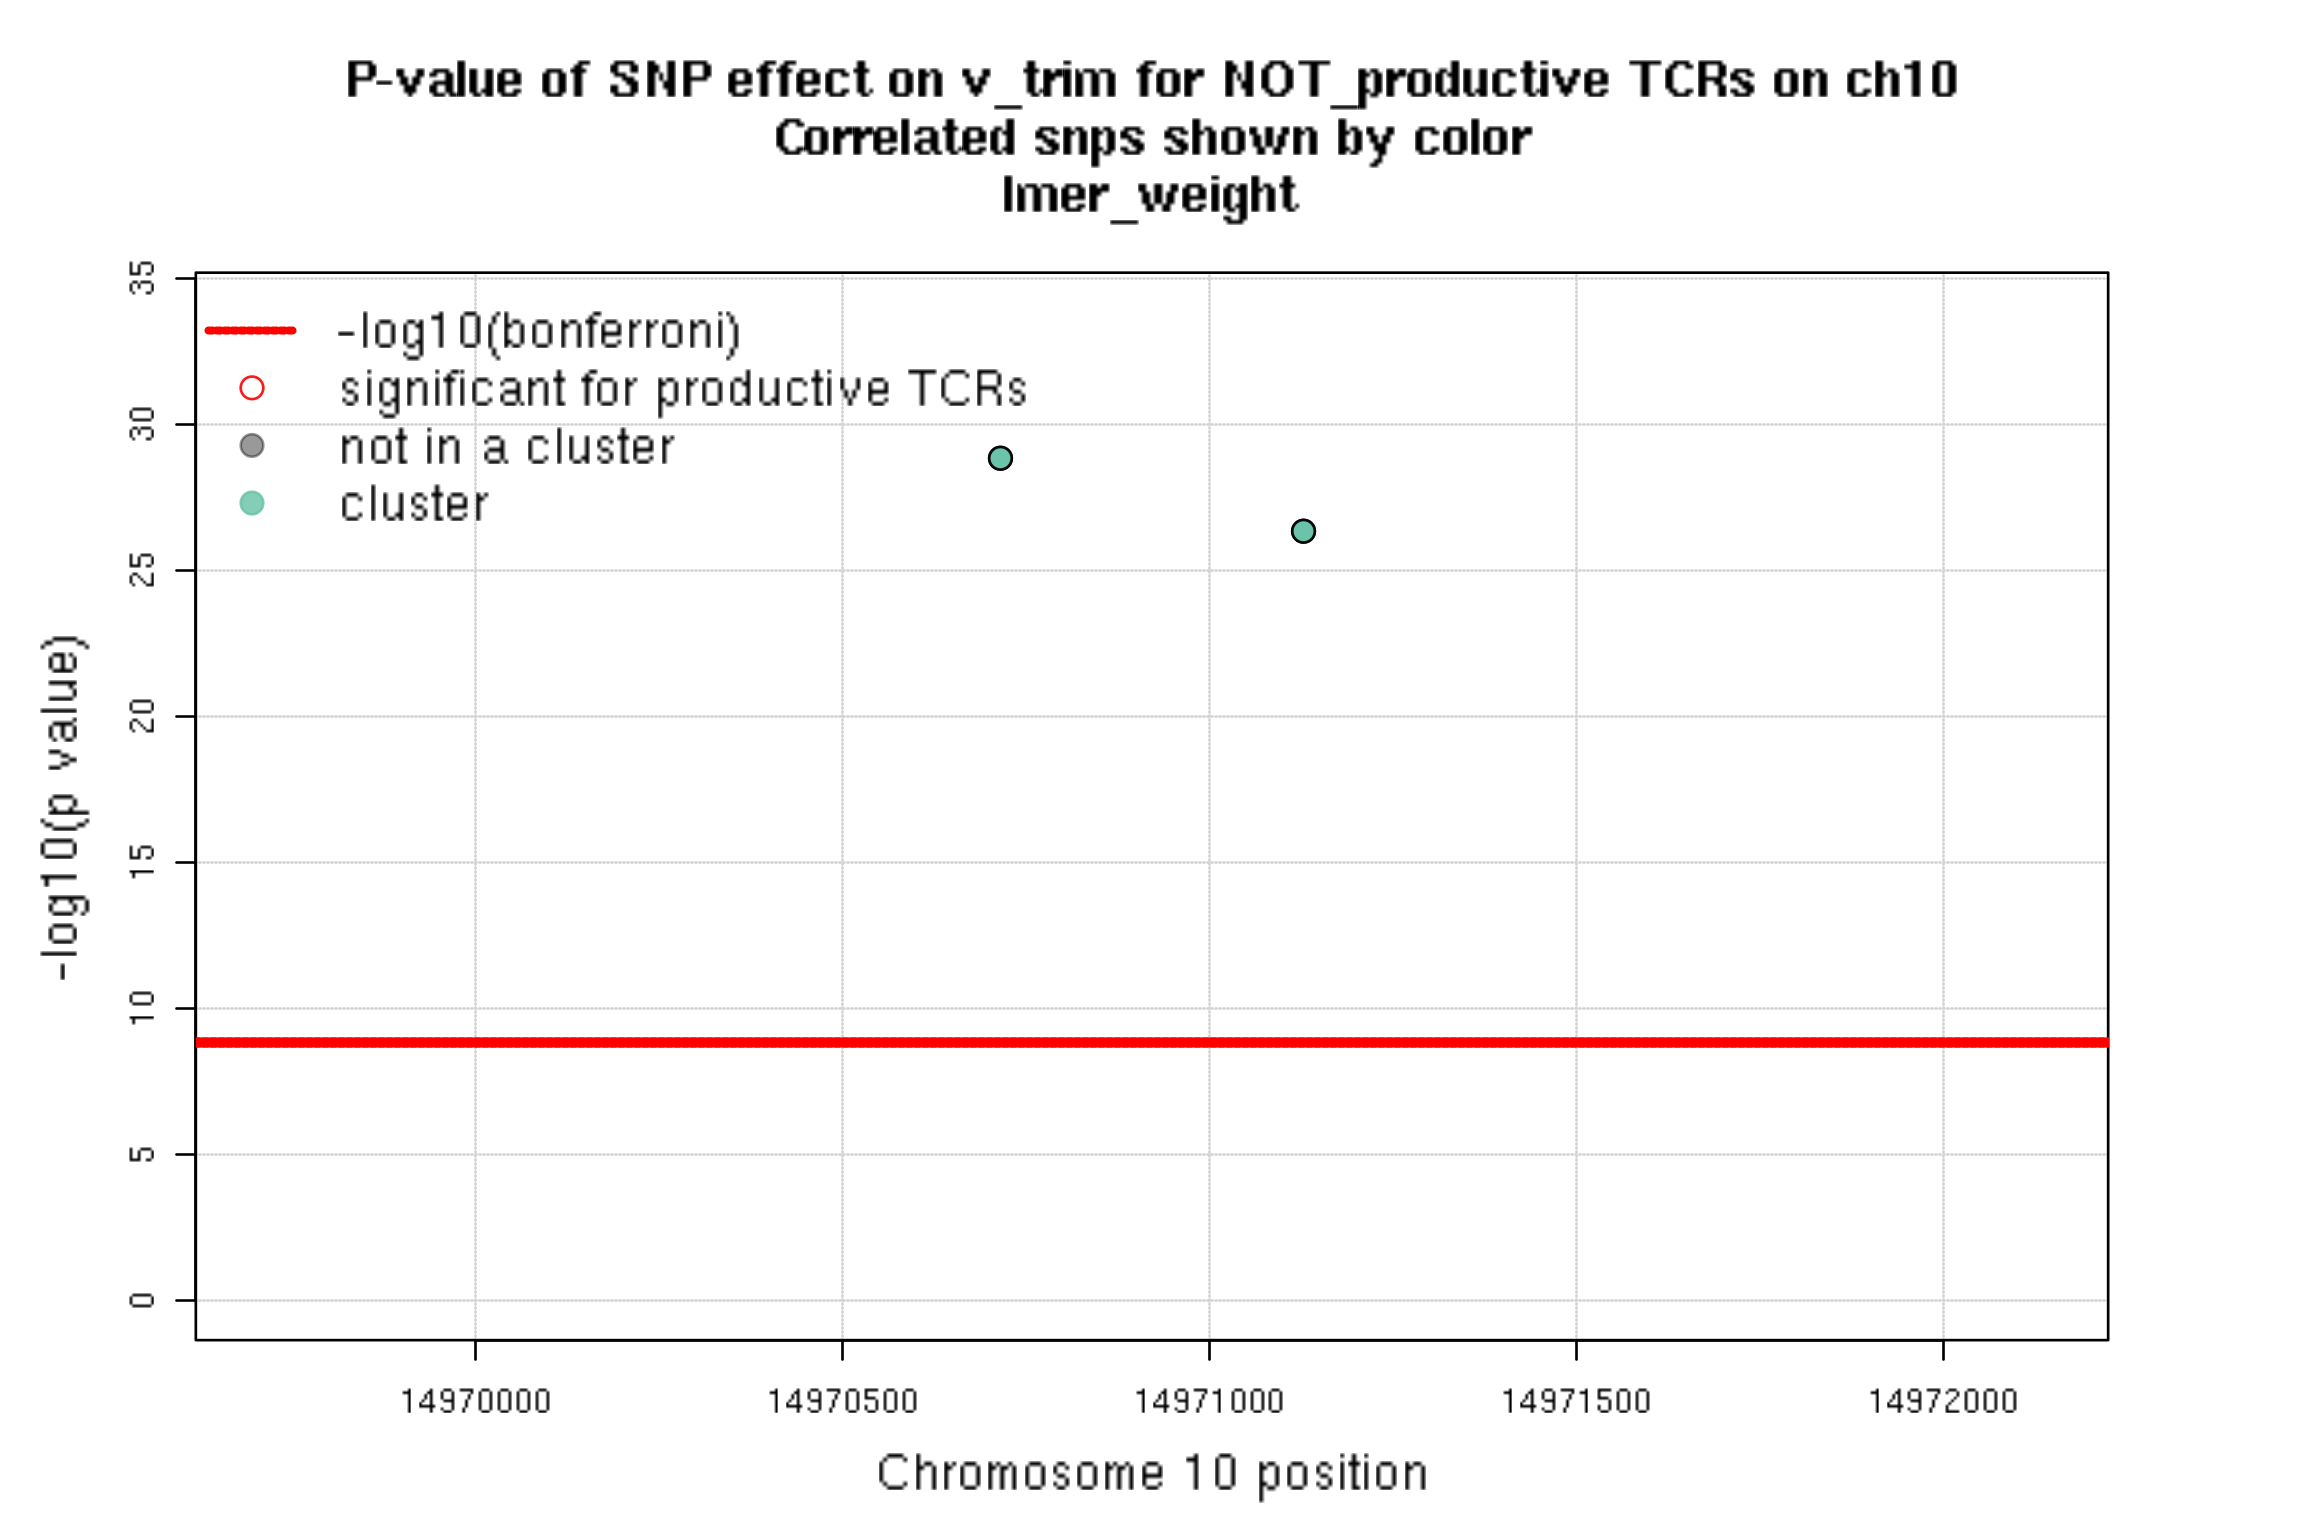 P-value of SNP effect on v_trim for NOT_productive TCRs on ch10
Correlated snps shown by color
lmer_weight
-log10(bonferroni)
significant for productive TCRs
not in a cluster
cluster
35
30
25
20
15
10
5
0
-log10(p value)
14970000 14970500 14971000 14971500 14972000
Chromosome 10 position